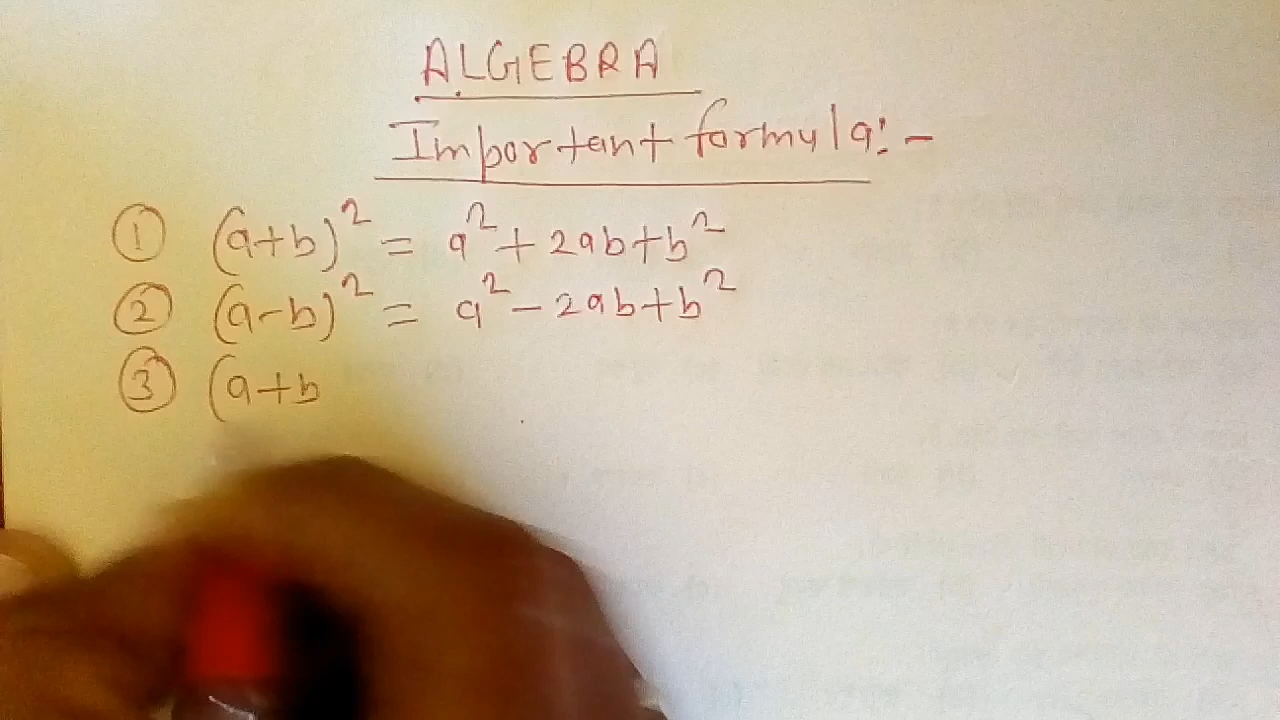 ALGEBRA
Important formula:-
① (a+b)² = a²+2ab+b²
② (a-b)² = a²-2ab+b²
③ (a+b